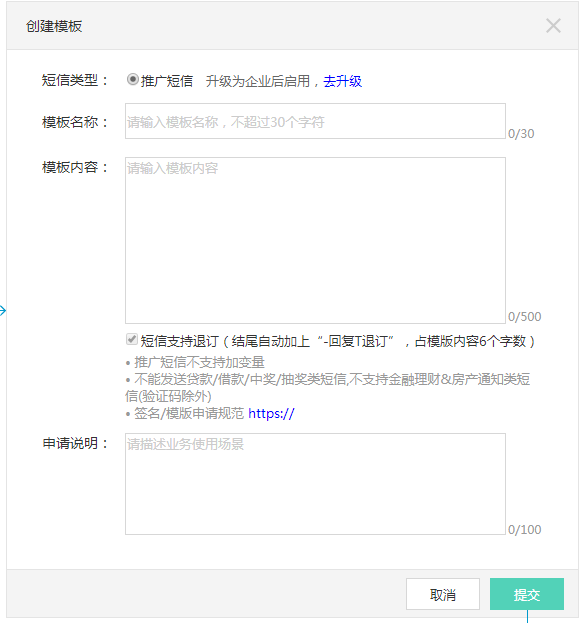 创建模板
短信类型： 推广短信 升级为企业后启用，去升级
模板名称： 请输入模板名称，不超过30个字符
0/30
模板内容： 请输入模板内容
0/500
短信支持退订（结尾自动加上“-回复T退订”，占模版内容6个字数）
• 推广短信不支持加变量
• 不能发送贷款/借款/中奖/抽奖类短信,不支持金融理财&房产通知类短
信(验证码除外)
• 签名/模版申请规范 https://
申请说明： 请描述业务使用场景
0/100
取消 提交